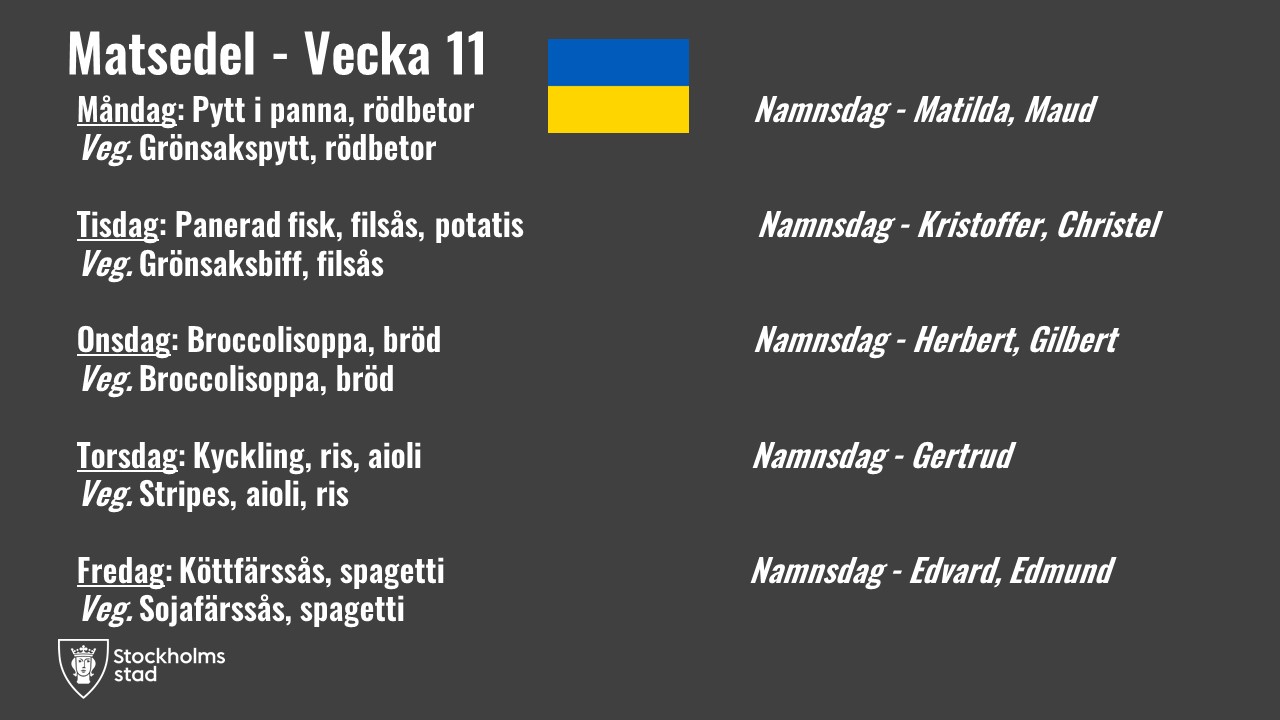 Matsedel - Vecka 11
Måndag: Pytt i panna, rödbetor
Namnsdag - Matilda, Maud
Veg. Grönsakspytt, rödbetor
Tisdag: Panerad fisk, filsås, potatis
Namnsdag - Kristoffer, Christel
Veg. Grönsaksbiff, filsås
Onsdag: Broccolisoppa, bröd
Namnsdag - Herbert, Gilbert
Veg. Broccolisoppa, bröd
Torsdag: Kyckling, ris, aioli
Namnsdag - Gertrud
Veg. Stripes, aioli, ris
Fredag: Köttfärssås, spagetti
Namnsdag - Edvard, Edmund
Veg. Sojafärssås, spagetti
Stockholms
stad